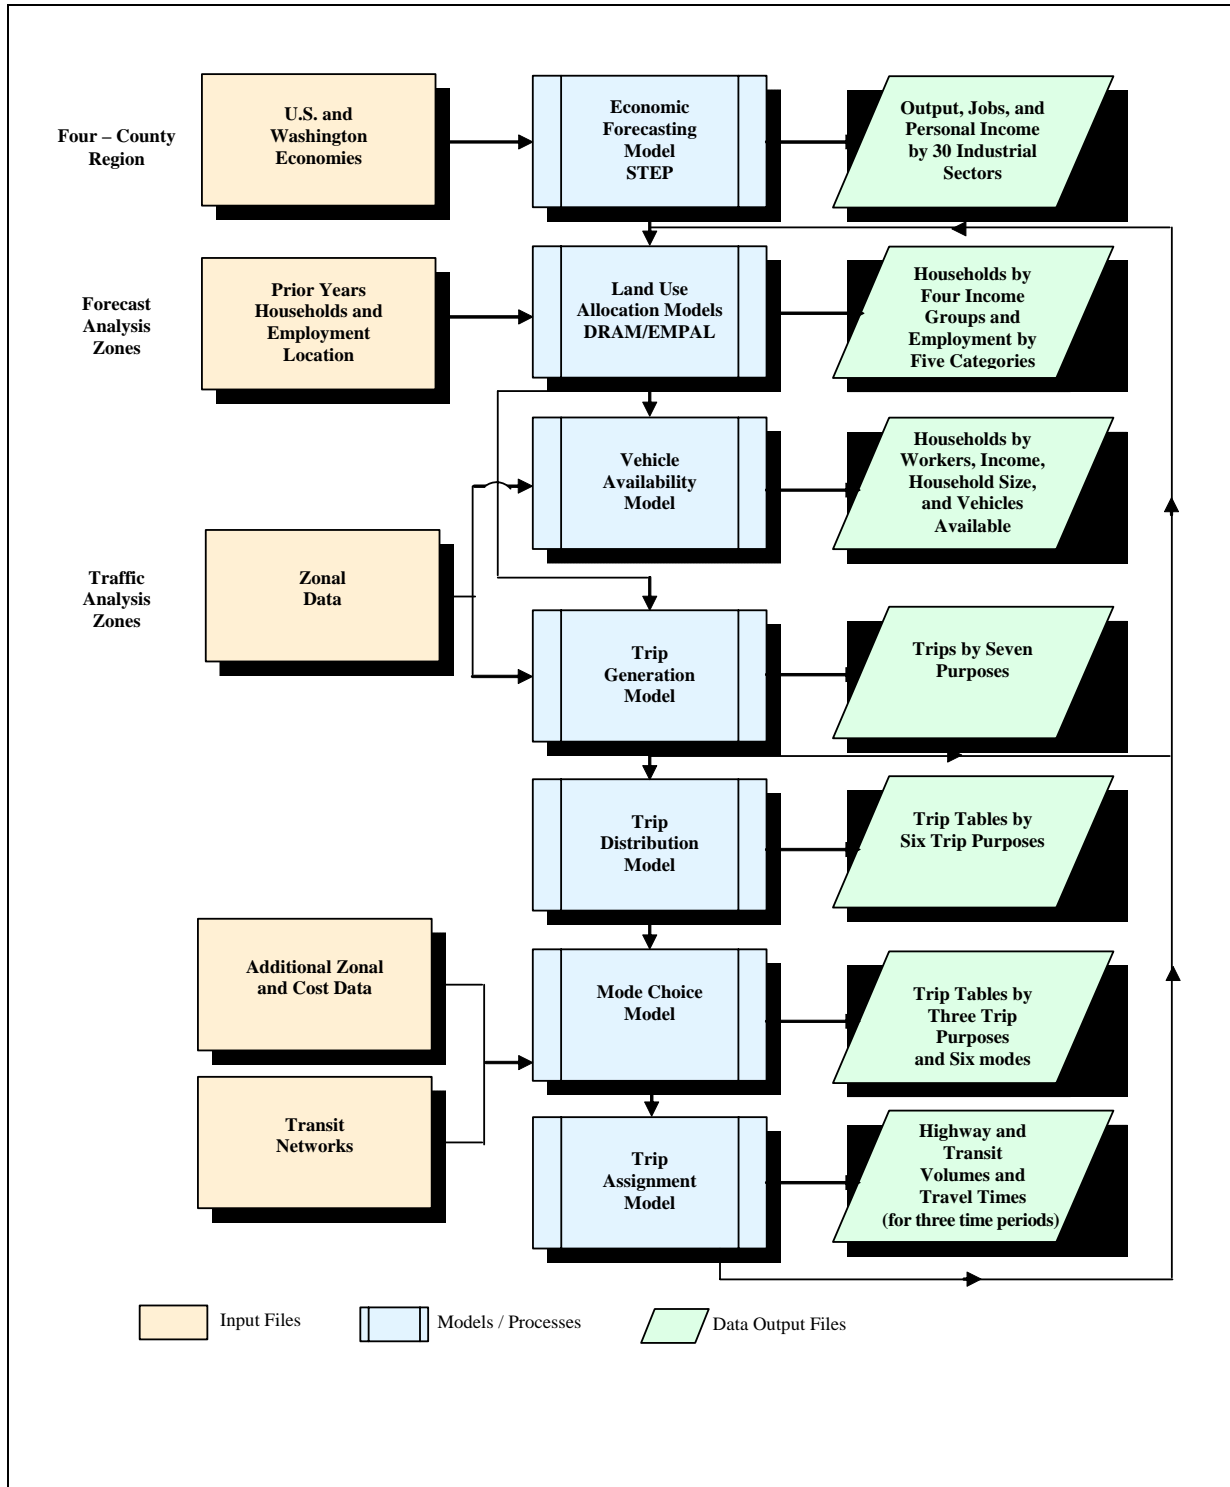 Four – County
Region
U.S. and
Washington
Economies
Economic
Forecasting
Model
STEP
Output, Jobs, and
Personal Income
by 30 Industrial
Sectors
Forecast
Analysis
Zones
Prior Years
Households and
Employment
Location
Land Use
Allocation Models
DRAM/EMPAL
Households by
Four Income
Groups and
Employment by
Five Categories
Vehicle
Availability
Model
Households by
Workers, Income,
Household Size,
and Vehicles
Available
Traffic
Analysis
Zones
Zonal
Data
Trip
Generation
Model
Trips by Seven
Purposes
Trip
Distribution
Model
Trip Tables by
Six Trip Purposes
Additional Zonal
and Cost Data
Mode Choice
Model
Trip Tables by
Three Trip
Purposes
and Six modes
Transit
Networks
Trip
Assignment
Model
Highway and
Transit
Volumes and
Travel Times
(for three time periods)
Input Files
Models / Processes
Data Output Files